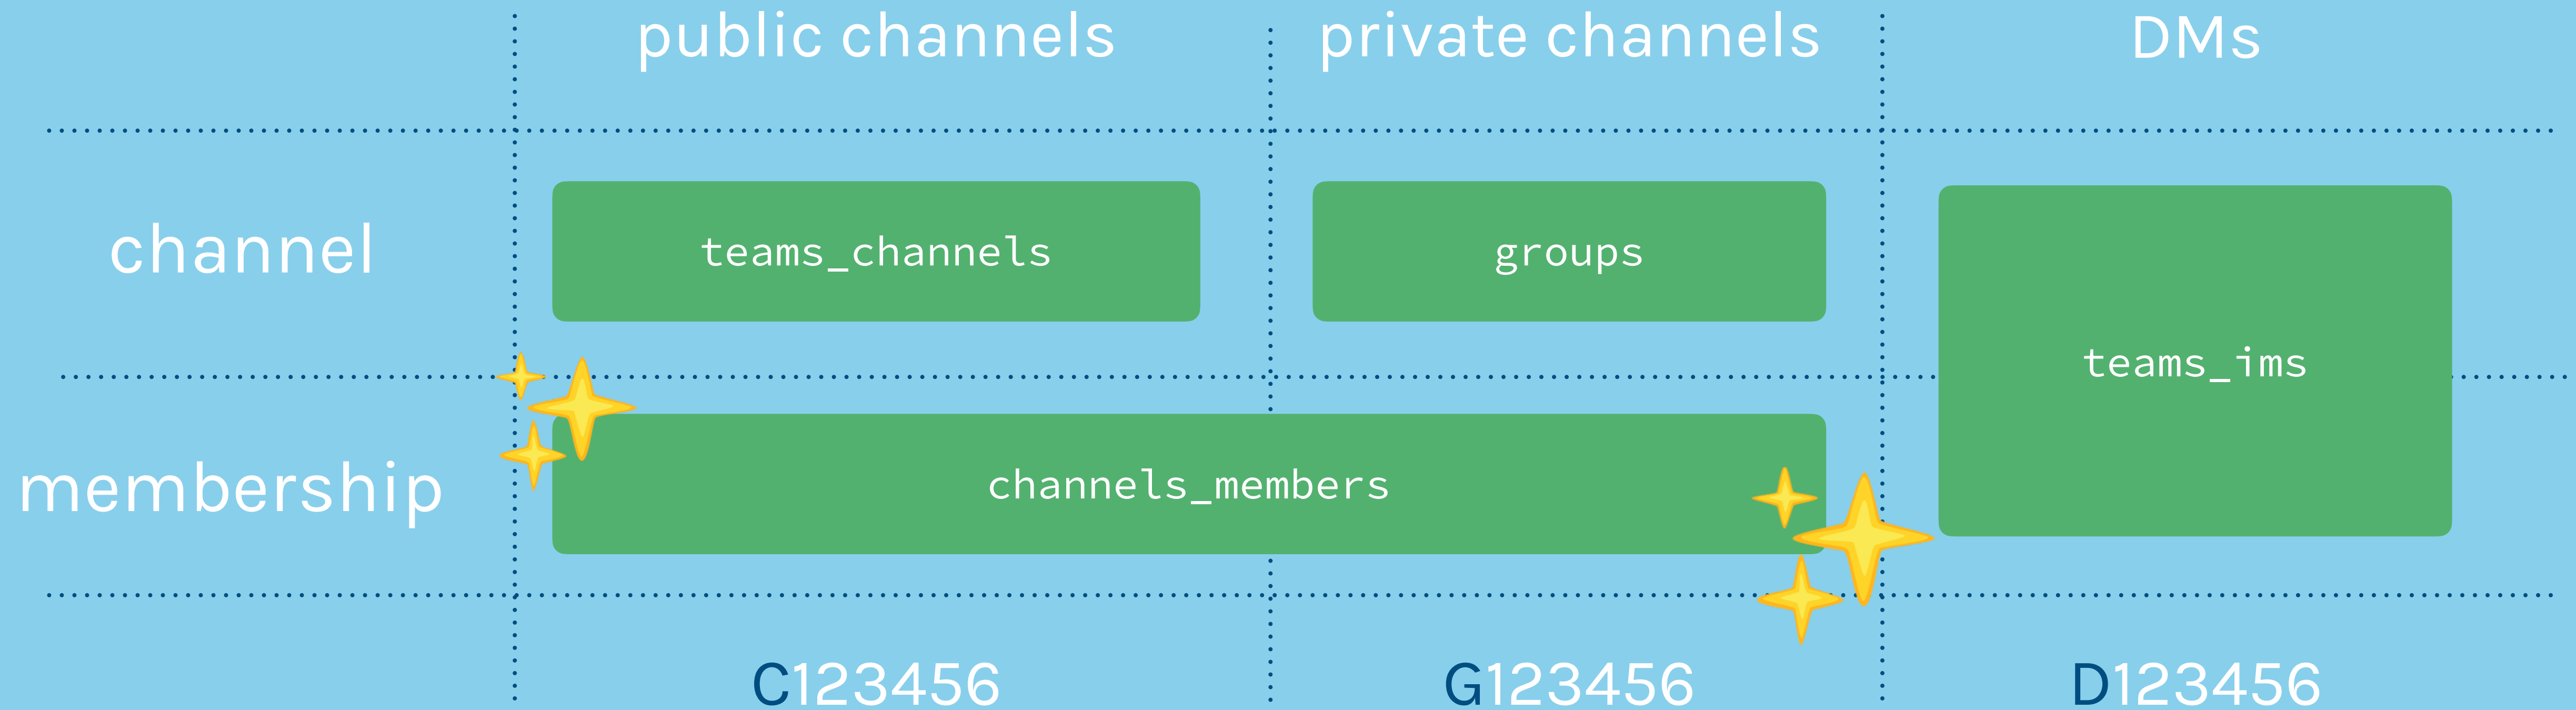 public channels
private channels
DMs
channel
teams_channels
groups
teams_ims
membership
channels_members
C123456
G123456
D123456